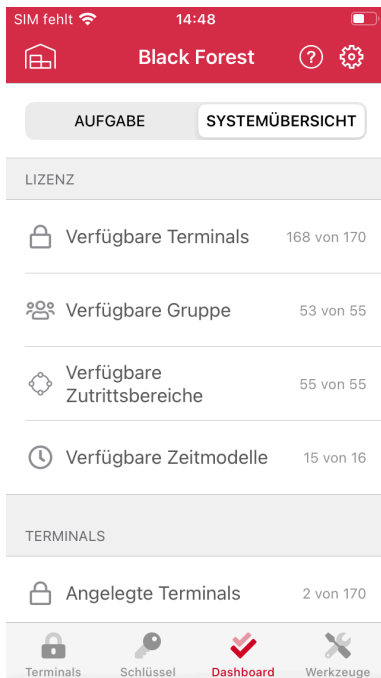 SIM fehlt 14:48
Black Forest ?
AUFGABE SYSTEMÜBERSICHT
LIZENZ
Verfügbare Terminals 168 von 170
Verfügbare Gruppe 53 von 55
Verfügbare
Zutrittsbereiche 55 von 55
Verfügbare Zeitmodelle 15 von 16
TERMINALS
Angelegte Terminals 2 von 170
Terminals Schlüssel Dashboard Werkzeuge